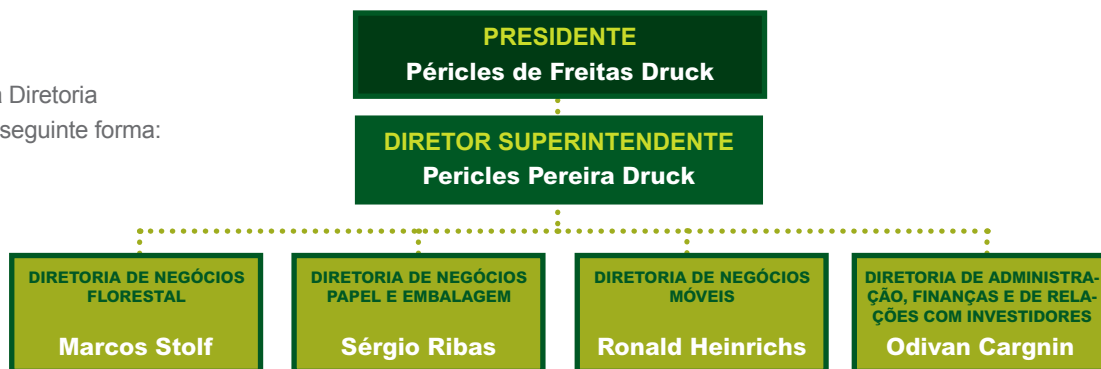 a Diretoria
seguinte forma:
PRESIDENTE
Péricles de Freitas Druck
DIRETOR SUPERINTENDENTE
Pericles Pereira Druck
DIRETORIA DE NEGÓCIOS
FLORESTAL
Marcos Stolf
DIRETORIA DE NEGÓCIOS
PAPEL E EMBALAGEM
Sérgio Ribas
DIRETORIA DE NEGÓCIOS
MÓVEIS
Ronald Heinrichs
DIRETORIA DE ADMINISTRA-
ÇÃO, FINANÇAS E DE RELA-
ÇÕES COM INVESTIDORES
Odivan Cargnin